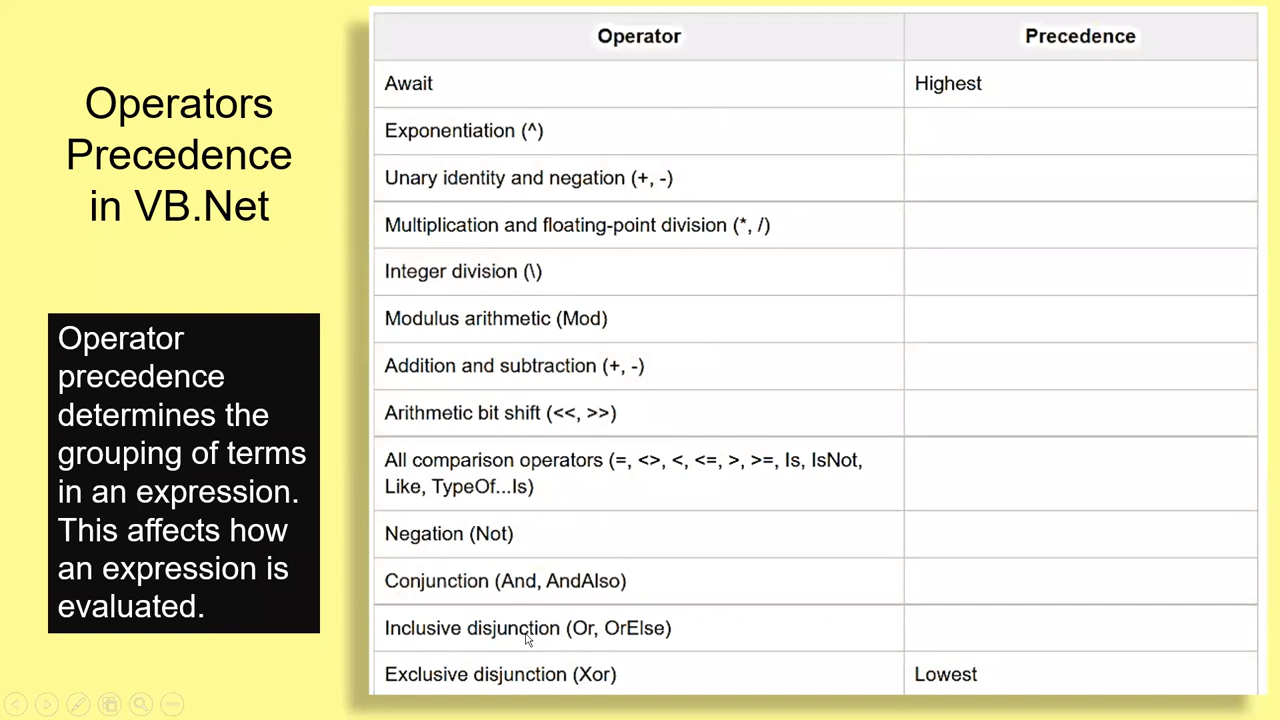 Operators
Precedence
in VB.Net
Operator
precedence
determines the
grouping of terms
in an expression.
This affects how
an expression is
evaluated.
Operator Precedence
Await Highest
Exponentiation (^)
Unary identity and negation (+, -)
Multiplication and floating-point division (*, /)
Integer division (\)
Modulus arithmetic (Mod)
Addition and subtraction (+, -)
Arithmetic bit shift (<<, >>)
All comparison operators (=, <>, <, <=, >, >=, Is, IsNot,
Like, TypeOf...Is)
Negation (Not)
Conjunction (And, AndAlso)
Inclusive disjunction (Or, OrElse)
Exclusive disjunction (Xor) Lowest